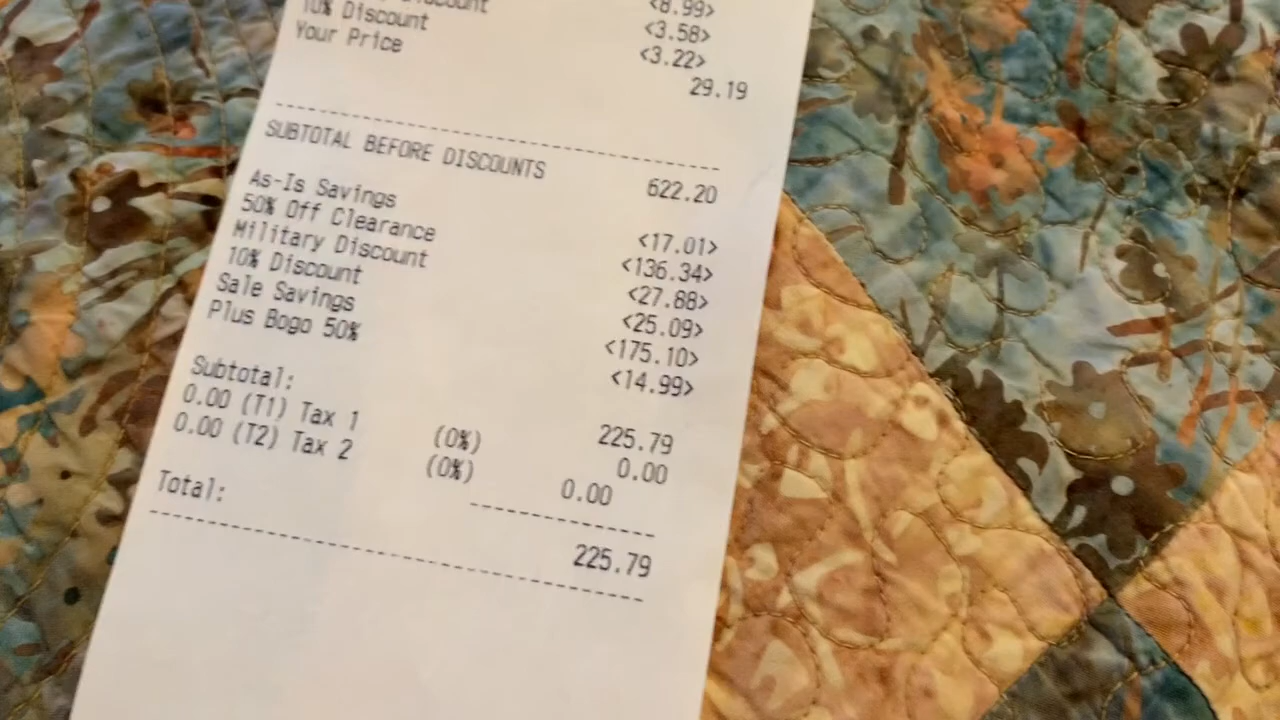 Discount <8.99>
10% Discount <3.58>
Your Price <3.22>
29.19
SUBTOTAL BEFORE DISCOUNTS 622.20
As-Is Savings <17.01>
50% Off Clearance <136.34>
Military Discount <27.88>
10% Discount <25.09>
Sale Savings <175.10>
Plus Bogo 50% <14.99>
Subtotal: 225.79
0.00 (T1) Tax 1 (0%) 0.00
0.00 (T2) Tax 2 (0%) 0.00
Total: 225.79